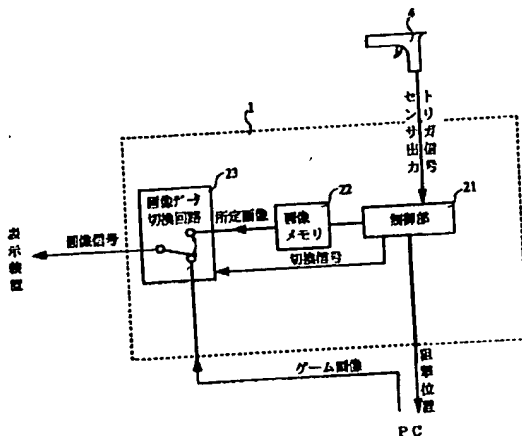 4
センサ出力
トリガ信号
1
23
画像データ
切換回路
所定画像
22
画像
メモリ
21
制御部
表示装置
画像信号
切換信号
ゲーム画像
狙撃位置
PC